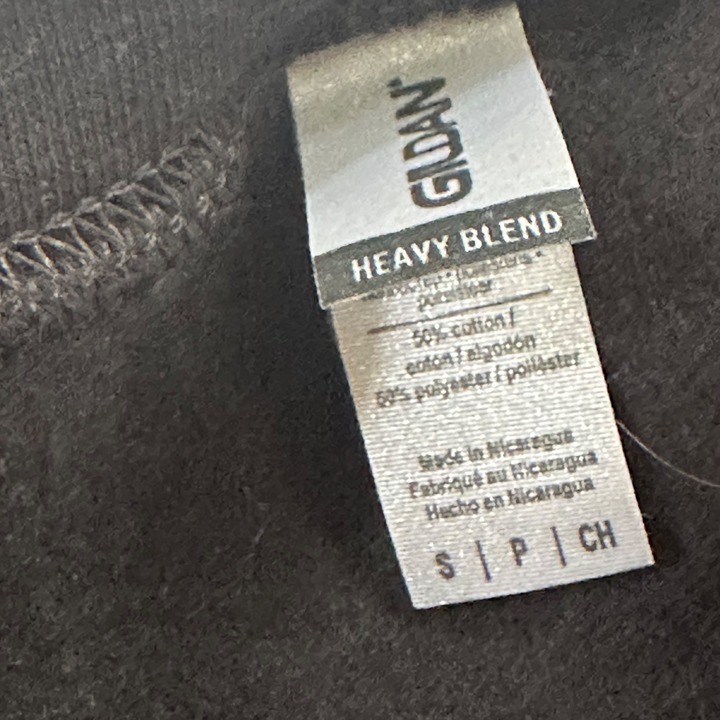 GILDAN
HEAVY BLEND
50% cotton /
coton / algodón
50% polyester / poliéster
Made in Nicaragua
Fabriqué au Nicaragua
Hecho en Nicaragua
S | P | CH